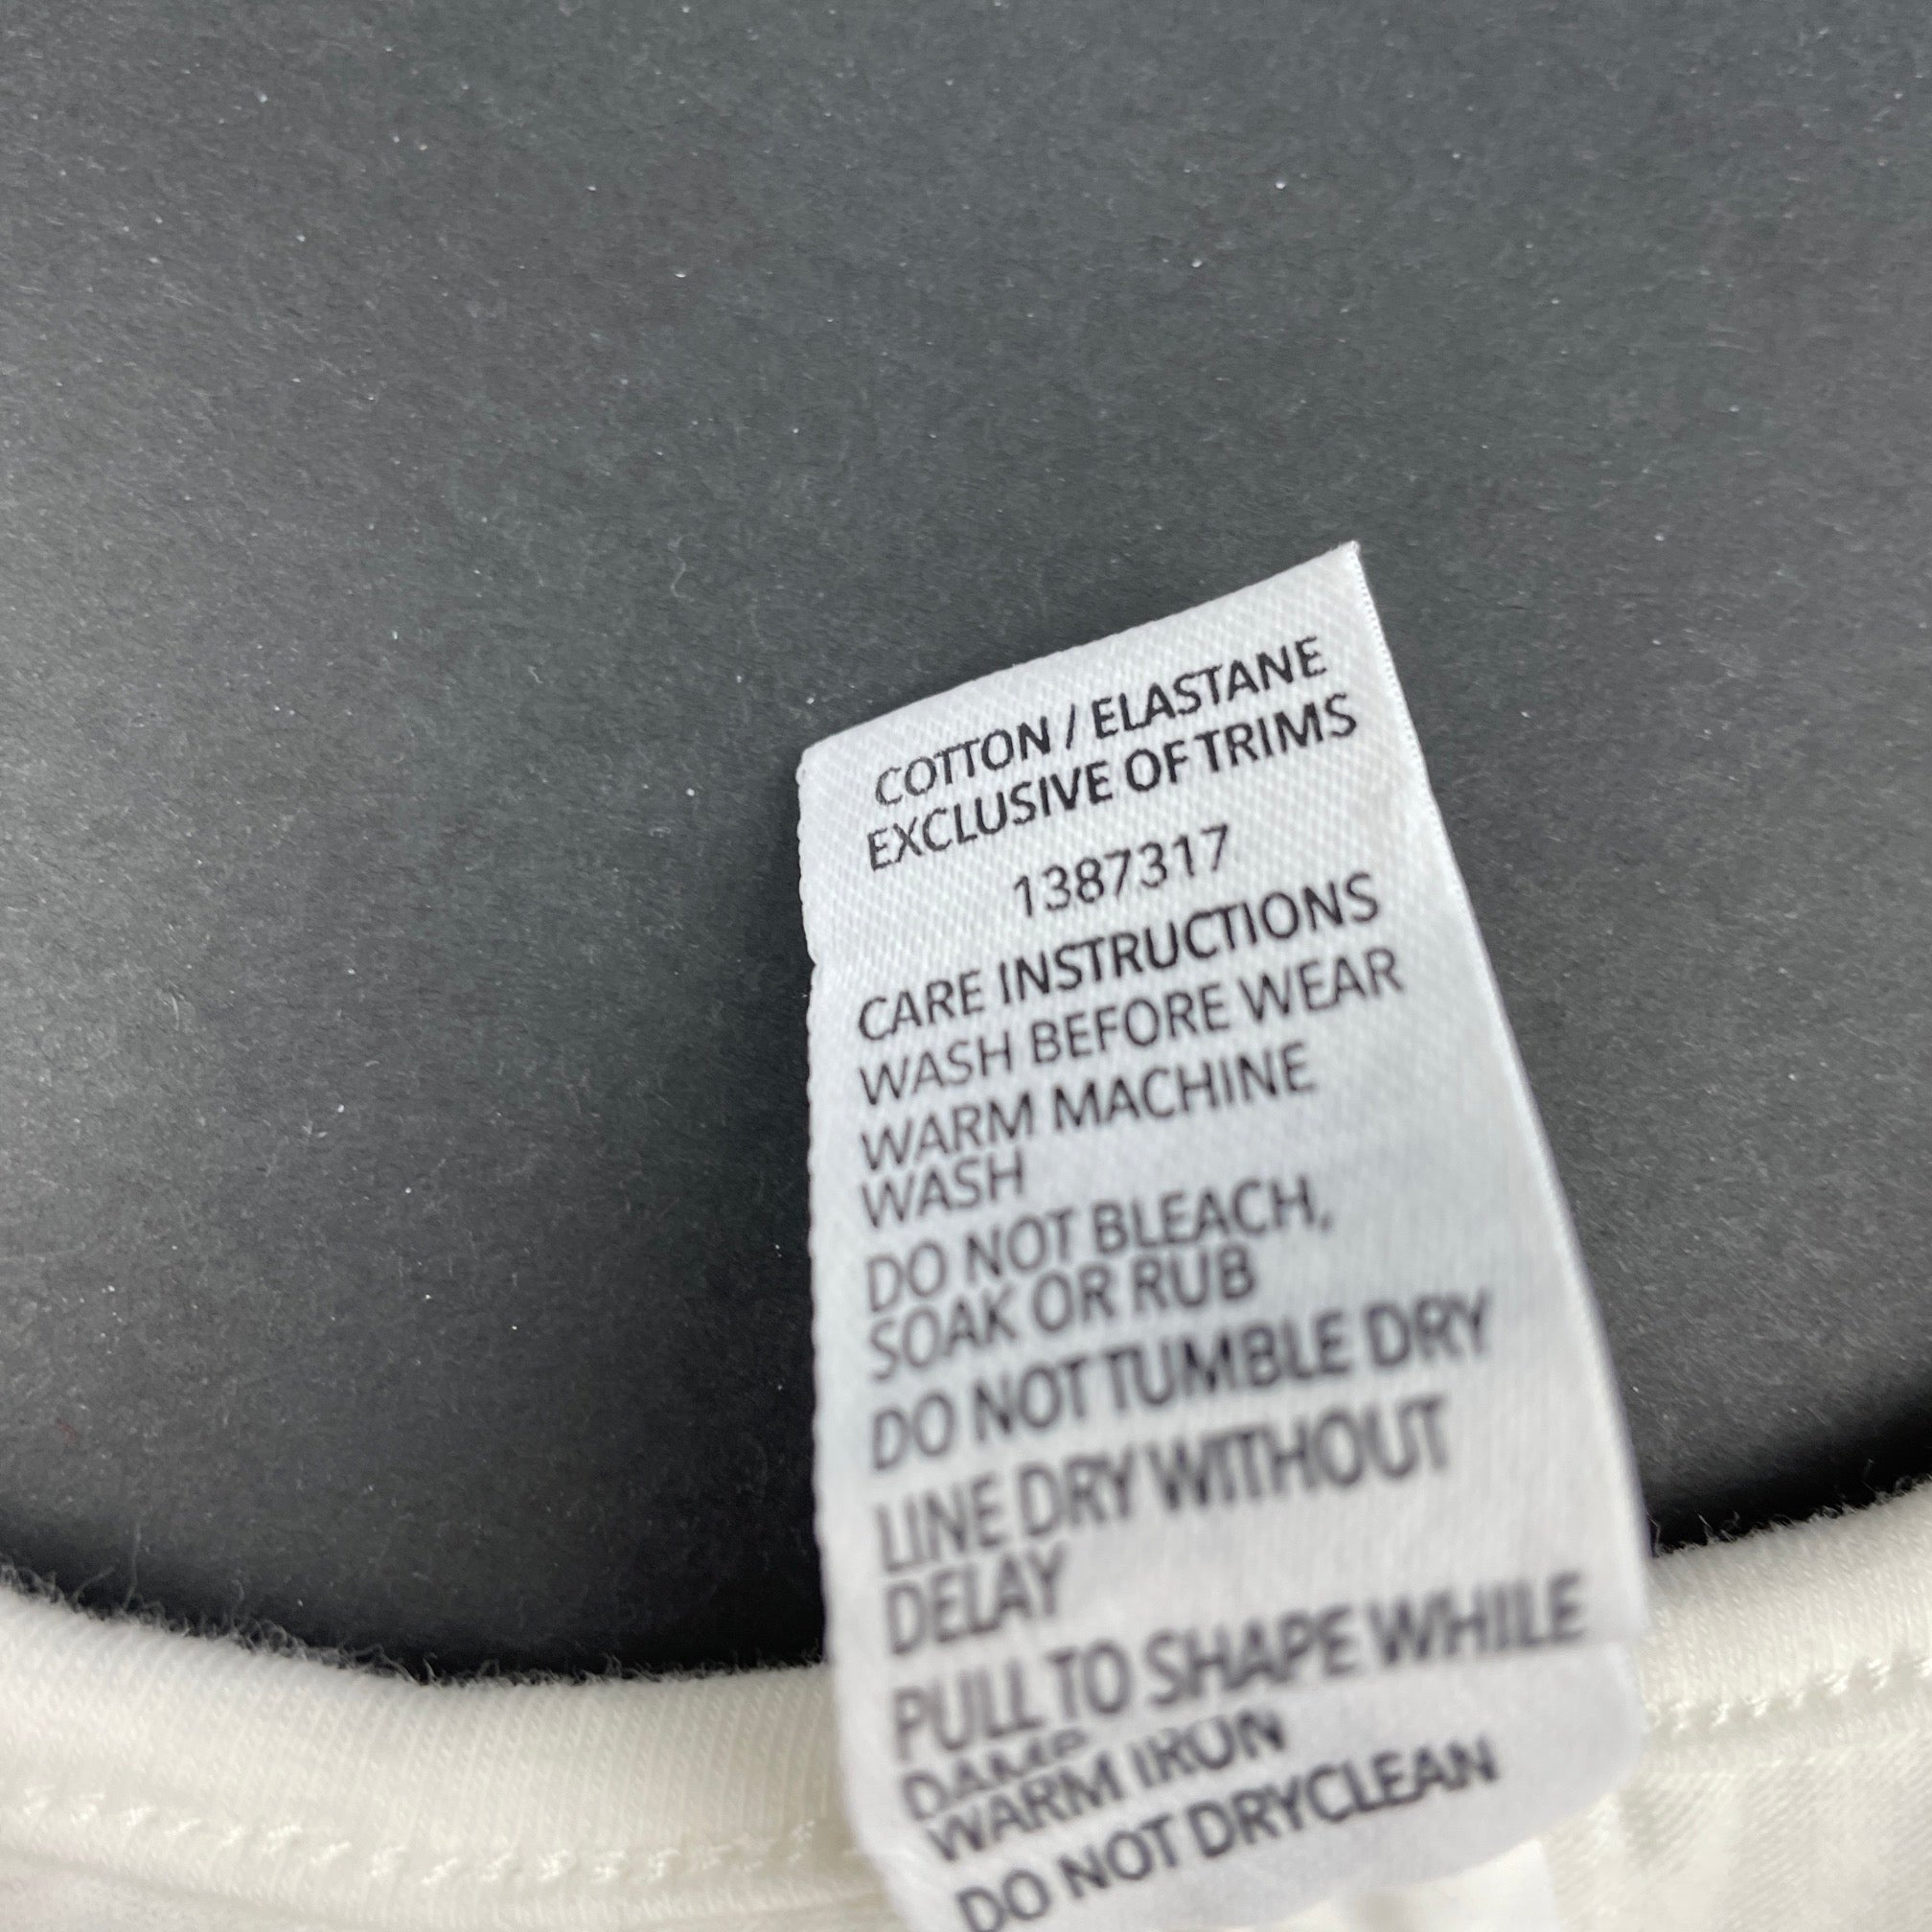 COTTON / ELASTANE
EXCLUSIVE OF TRIMS
1387317
CARE INSTRUCTIONS
WASH BEFORE WEAR
WARM MACHINE
WASH
DO NOT BLEACH,
SOAK OR RUB
DO NOT TUMBLE DRY
LINE DRY WITHOUT
DELAY
PULL TO SHAPE WHILE
DAMP
WARM IRON
DO NOT DRYCLEAN